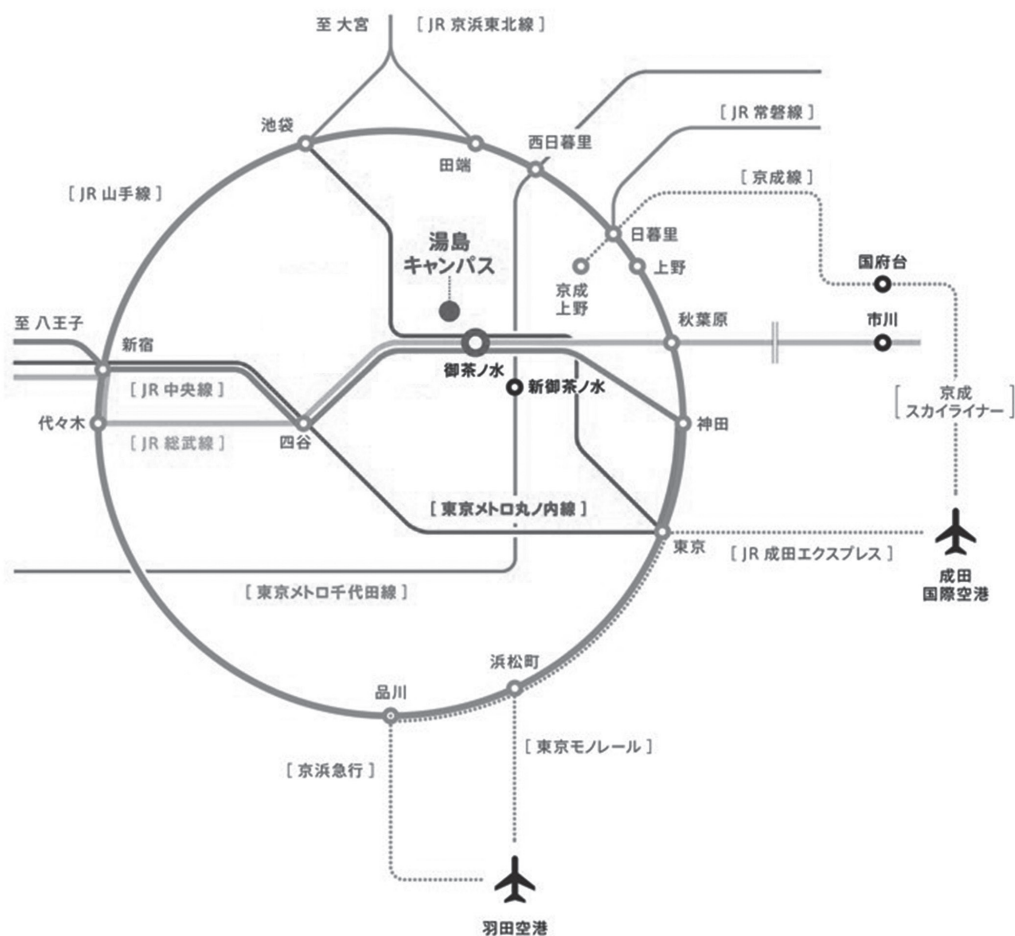 至 大宮
[ JR 京浜東北線 ]
池袋
田端
西日暮里
[ JR 常磐線 ]
[ JR 山手線 ]
[ 京成線 ]
湯島
キャンパス
日暮里
上野
京成
上野
国府台
至 八王子
新宿
秋葉原
市川
御茶ノ水
新御茶ノ水
[ JR 中央線 ]
[ 京成
スカイライナー ]
代々木
[ JR 総武線 ]
四谷
神田
[ 東京メトロ丸ノ内線 ]
東京
[ JR 成田エクスプレス ]
成田
国際空港
[ 東京メトロ千代田線 ]
浜松町
品川
[ 東京モノレール ]
[ 京浜急行 ]
羽田空港